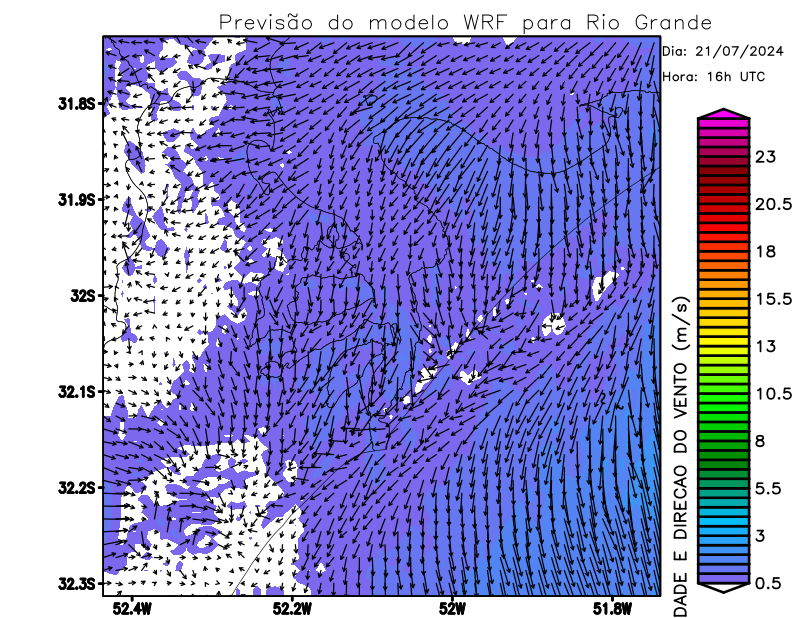 Previsão do modelo WRF para Rio Grande
Dia: 21/07/2024
Hora: 16h UTC
31.8S
31.9S
32S
32.1S
32.2S
32.3S
52.4W
52.2W
52W
51.8W
23
20.5
18
15.5
13
10.5
8
5.5
3
0.5
DADE E DIRECAO DO VENTO (m/s)